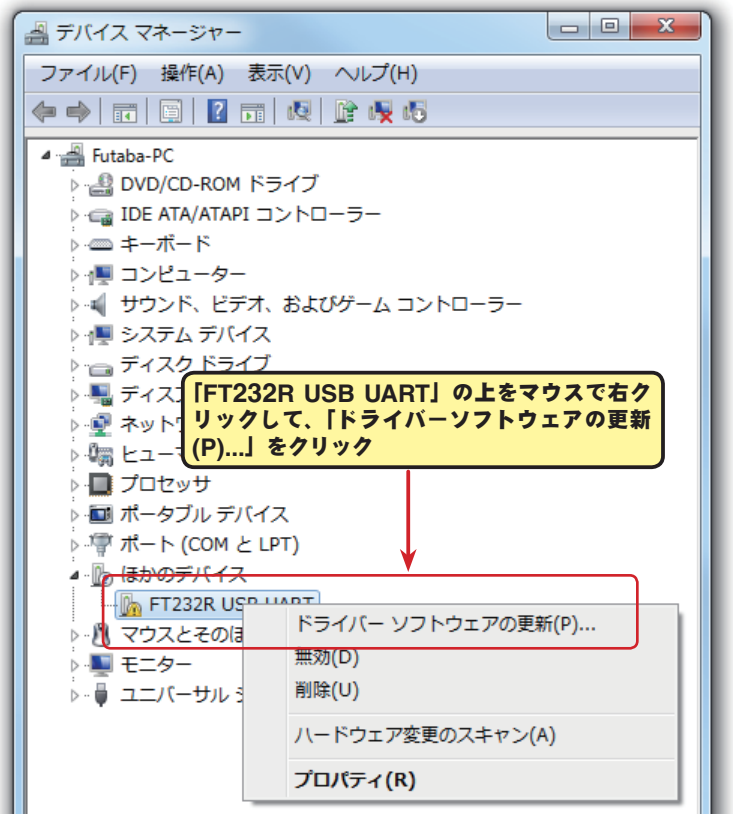 デバイス マネージャー
ファイル(F) 操作(A) 表示(V) ヘルプ(H)
Futaba-PC
DVD/CD-ROM ドライブ
IDE ATA/ATAPI コントローラー
キーボード
コンピューター
サウンド、ビデオ、およびゲーム コントローラー
システム デバイス
ディスク ドライブ
「FT232R USB UART」の上をマウスで右ク
リックして、「ドライバーソフトウェアの更新
(P)...」をクリック
ディス
ネット
ヒュー
プロセッサ
ポータブル デバイス
ポート (COM と LPT)
ほかのデバイス
FT232R USB UART
ドライバー ソフトウェアの更新(P)...
マウスとそのほ
無効(D)
モニター
削除(U)
ユニバーサル
ハードウェア変更のスキャン(A)
プロパティ(R)